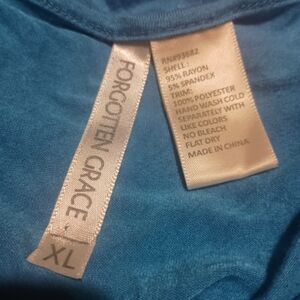 FORGOTTEN GRACE
XL
RN#93682
SHELL:
95% RAYON
5% SPANDEX
TRIM:
100% POLYESTER
HAND WASH COLD
SEPARATELY WITH
LIKE COLORS
NO BLEACH
FLAT DRY
MADE IN CHINA